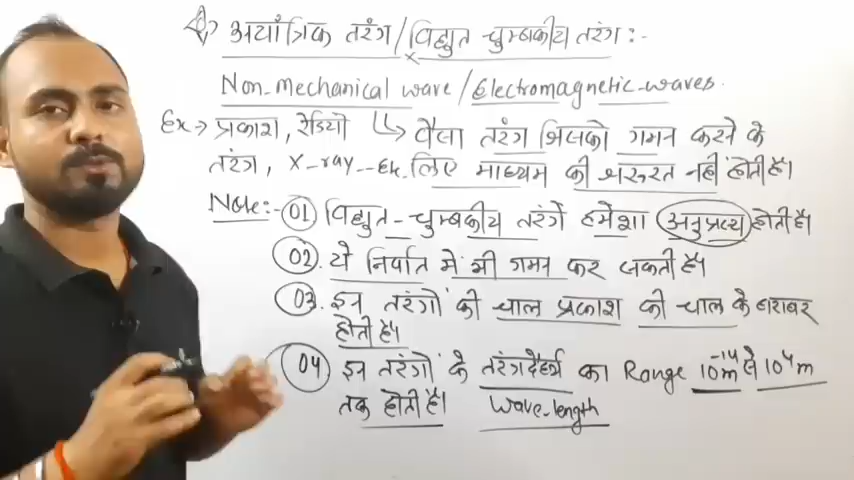 अयांत्रिक तरंग/विद्युत चुम्बकीय तरंग:-
Non-mechanical wave/Electromagnetic-waves.
Ex→ प्रकाश, रेडियो ↳ वैसा तरंग जिसको गमन करने के
तरंग, X-ray--etc. लिए माध्यम की जरूरत नहीं होती है।
Note:- 01 विद्युत-चुम्बकीय तरंगें हमेशा अनुप्रस्थ होती है।
02. ये निर्वात में भी गमन कर सकती है।
03. इन तरंगों की चाल प्रकाश की चाल के बराबर
होती है।
04 इन तरंगों के तरंगदैर्ध्य का Range 10⁻¹⁴m से 10⁴m
तक होती है। Wave-length